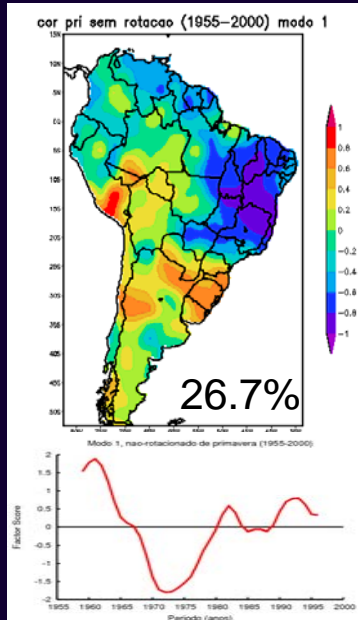 cor pri sem rotacao (1955-2000) modo 1
15N
10N
5N
EQ
5S
10S
15S
20S
25S
30S
35S
40S
45S
50S
1
0.8
0.6
0.4
0.2
0
-0.2
-0.4
-0.6
-0.8
-1
26.7%
Modo 1, nao-rotacionado de primavera (1955-2000)
Factor Score
2
1.5
1
0.5
0
-0.5
-1
-1.5
-2
1955 1960 1965 1970 1975 1980 1985 1990 1995 2000
Periodo (anos)